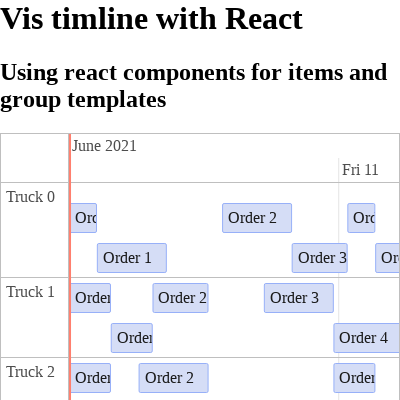 Vis timline with React
Using react components for items and
group templates
June 2021
Fri 11
Truck 0
Ord
Order 2
Ord
Order 1
Order 3
Or
Truck 1
Order
Order 2
Order 3
Order
Order 4
Truck 2
Order
Order 2
Order